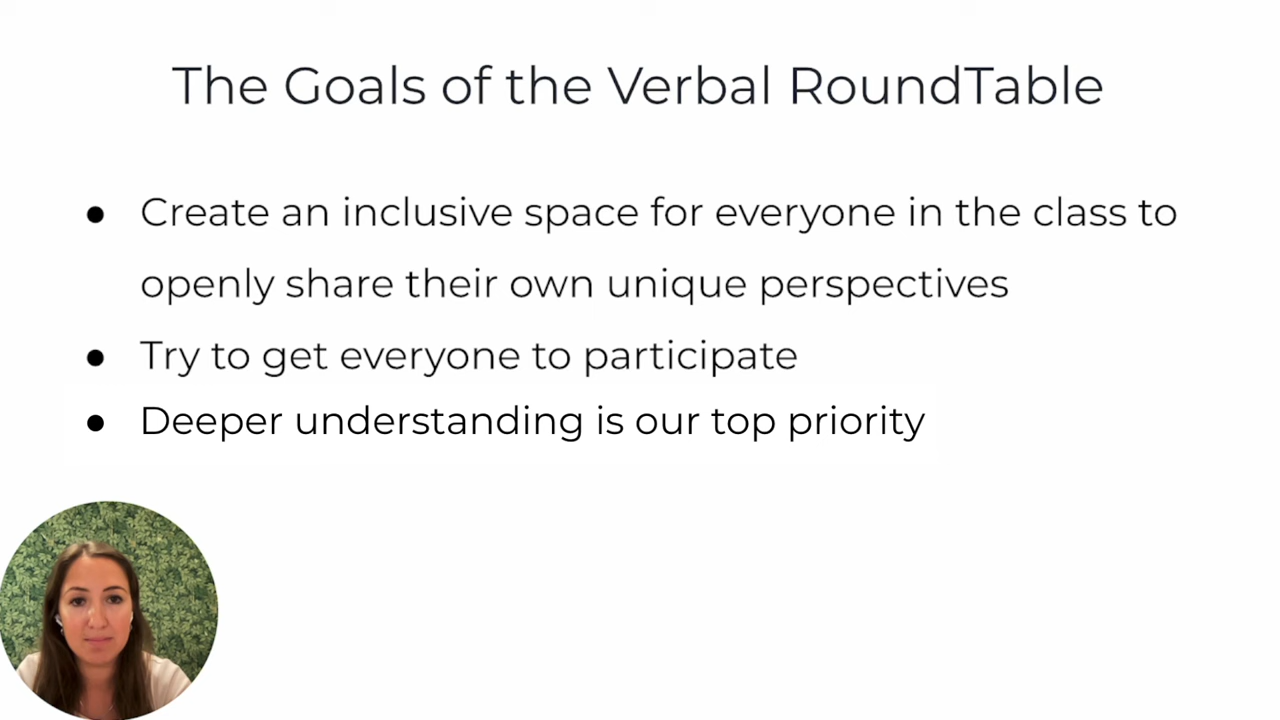 The Goals of the Verbal RoundTable
● Create an inclusive space for everyone in the class to
openly share their own unique perspectives
● Try to get everyone to participate
● Deeper understanding is our top priority